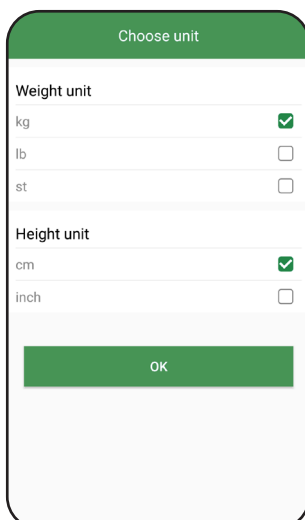 Choose unit
Weight unit
kg
lb
st
Height unit
cm
inch
OK